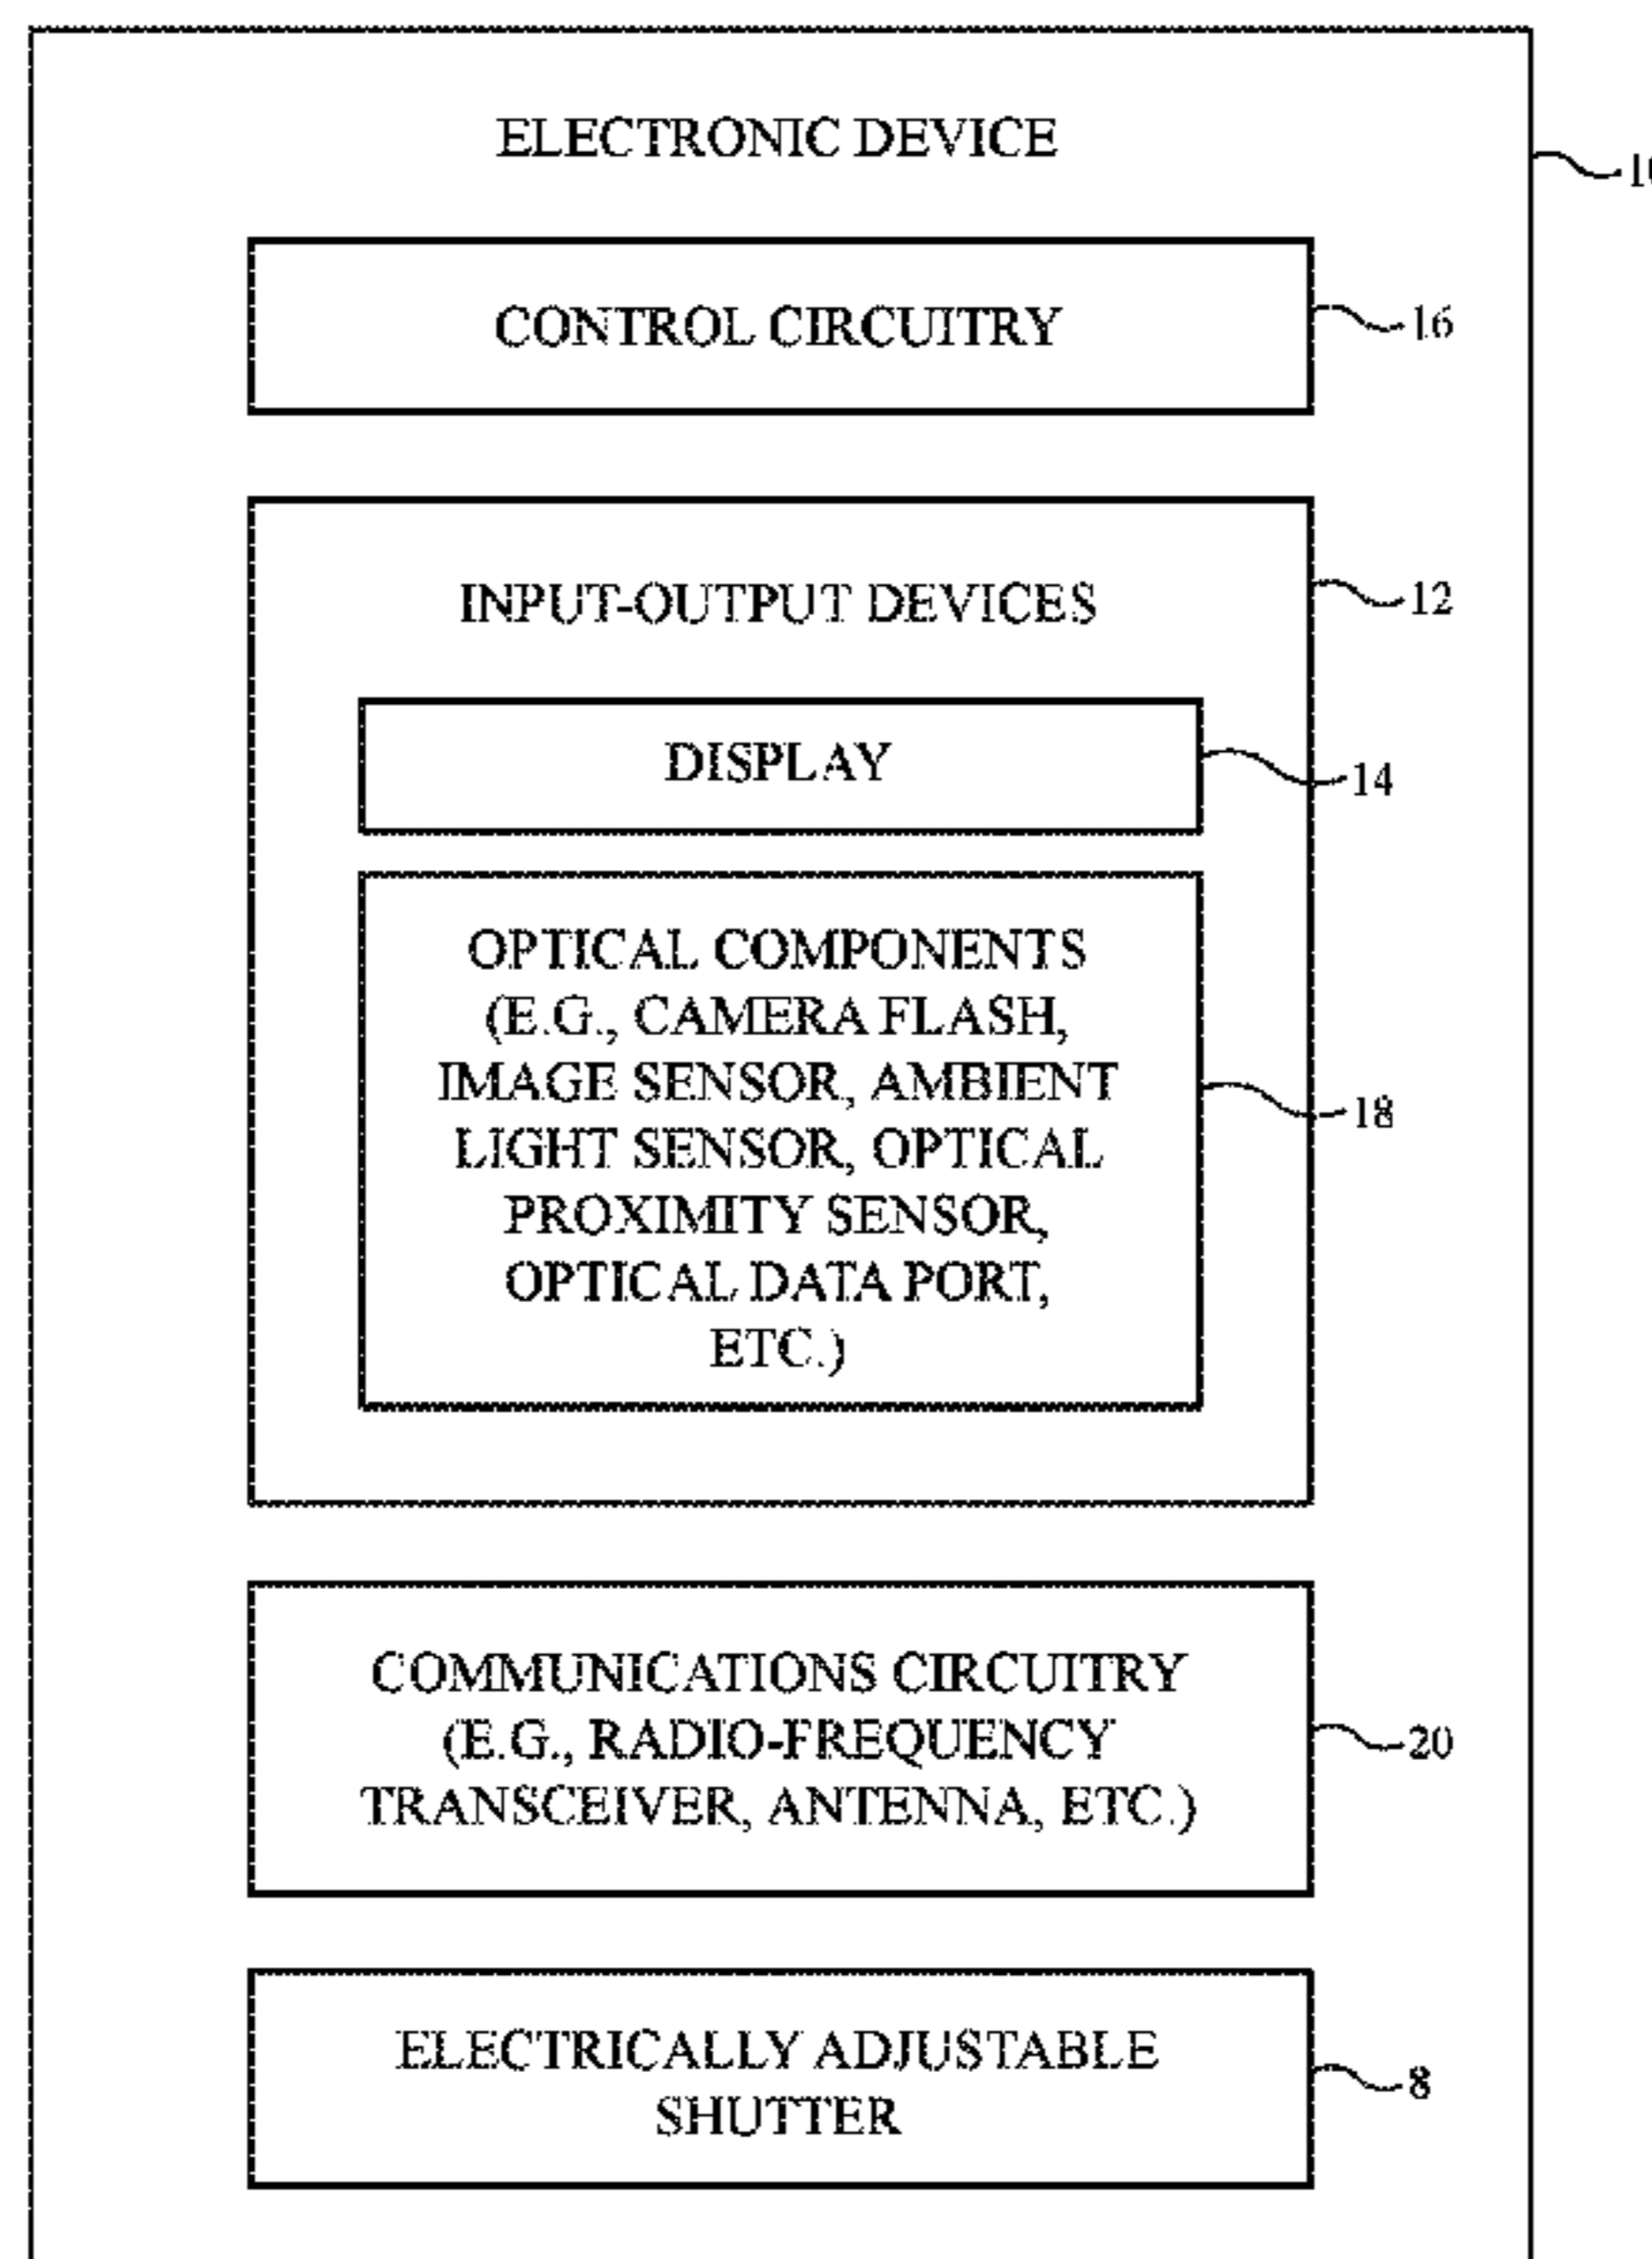 ELECTRONIC DEVICE
CONTROL CIRCUITRY
16
INPUT-OUTPUT DEVICES
12
DISPLAY
14
OPTICAL COMPONENTS
(E.G., CAMERA FLASH,
IMAGE SENSOR, AMBIENT
LIGHT SENSOR, OPTICAL
PROXIMITY SENSOR,
OPTICAL DATA PORT,
ETC.)
18
COMMUNICATIONS CIRCUITRY
(E.G., RADIO-FREQUENCY
TRANSCEIVER, ANTENNA, ETC.)
20
ELECTRICALLY ADJUSTABLE
SHUTTER
8